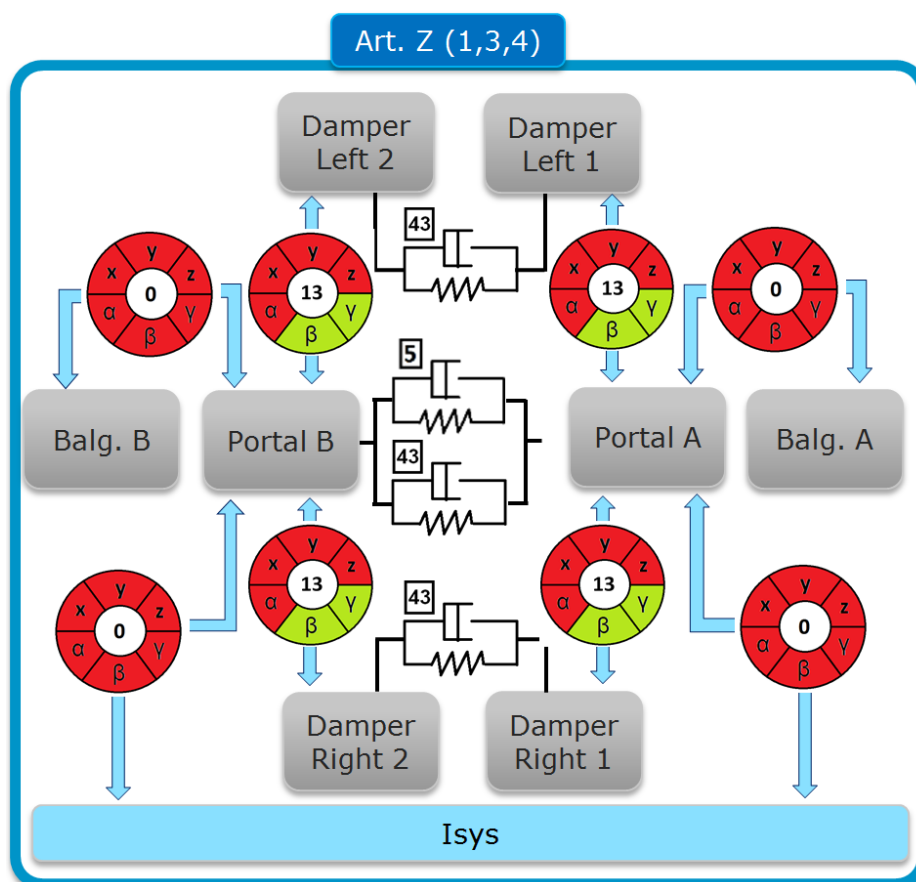 Art. Z (1,3,4)
Damper
Left 2
Damper
Left 1
43
x y z
α β γ
0
x y z
α β γ
13
x y z
α β γ
13
x y z
α β γ
0
5
Balg. B
Portal B
43
Portal A
Balg. A
x y z
α β γ
0
x y z
α β γ
13
43
x y z
α β γ
13
x y z
α β γ
0
Damper
Right 2
Damper
Right 1
Isys